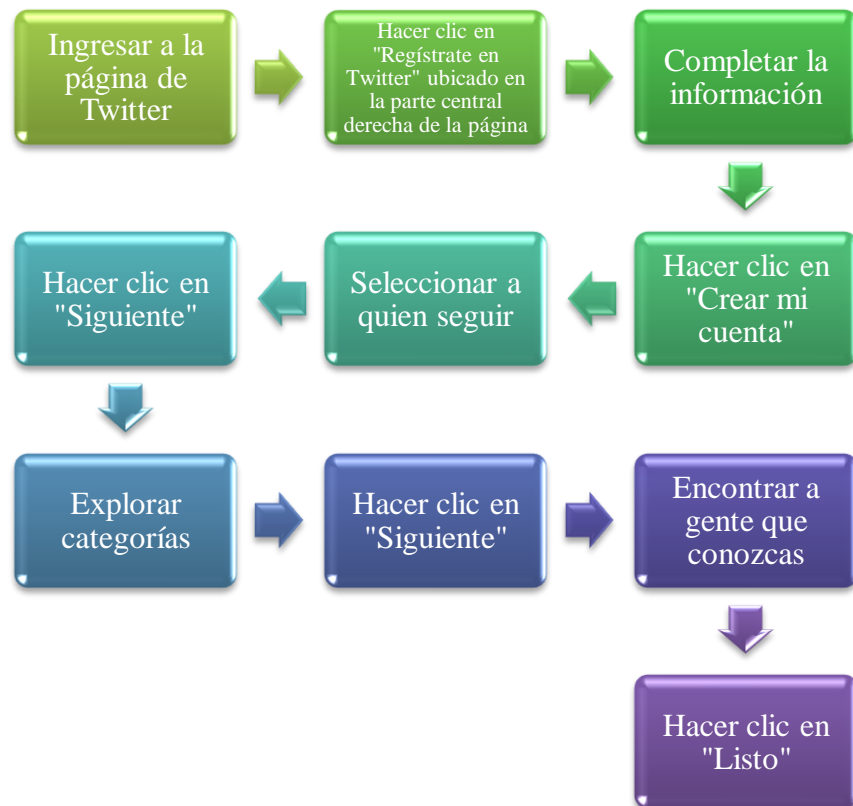 Ingresar a la
página de
Twitter
Hacer clic en
"Regístrate en
Twitter" ubicado en
la parte central
derecha de la página
Completar la
información
Hacer clic en
"Crear mi
cuenta"
Seleccionar a
quien seguir
Hacer clic en
"Siguiente"
Explorar
categorías
Hacer clic en
"Siguiente"
Encontrar a
gente que
conozcas
Hacer clic en
"Listo"